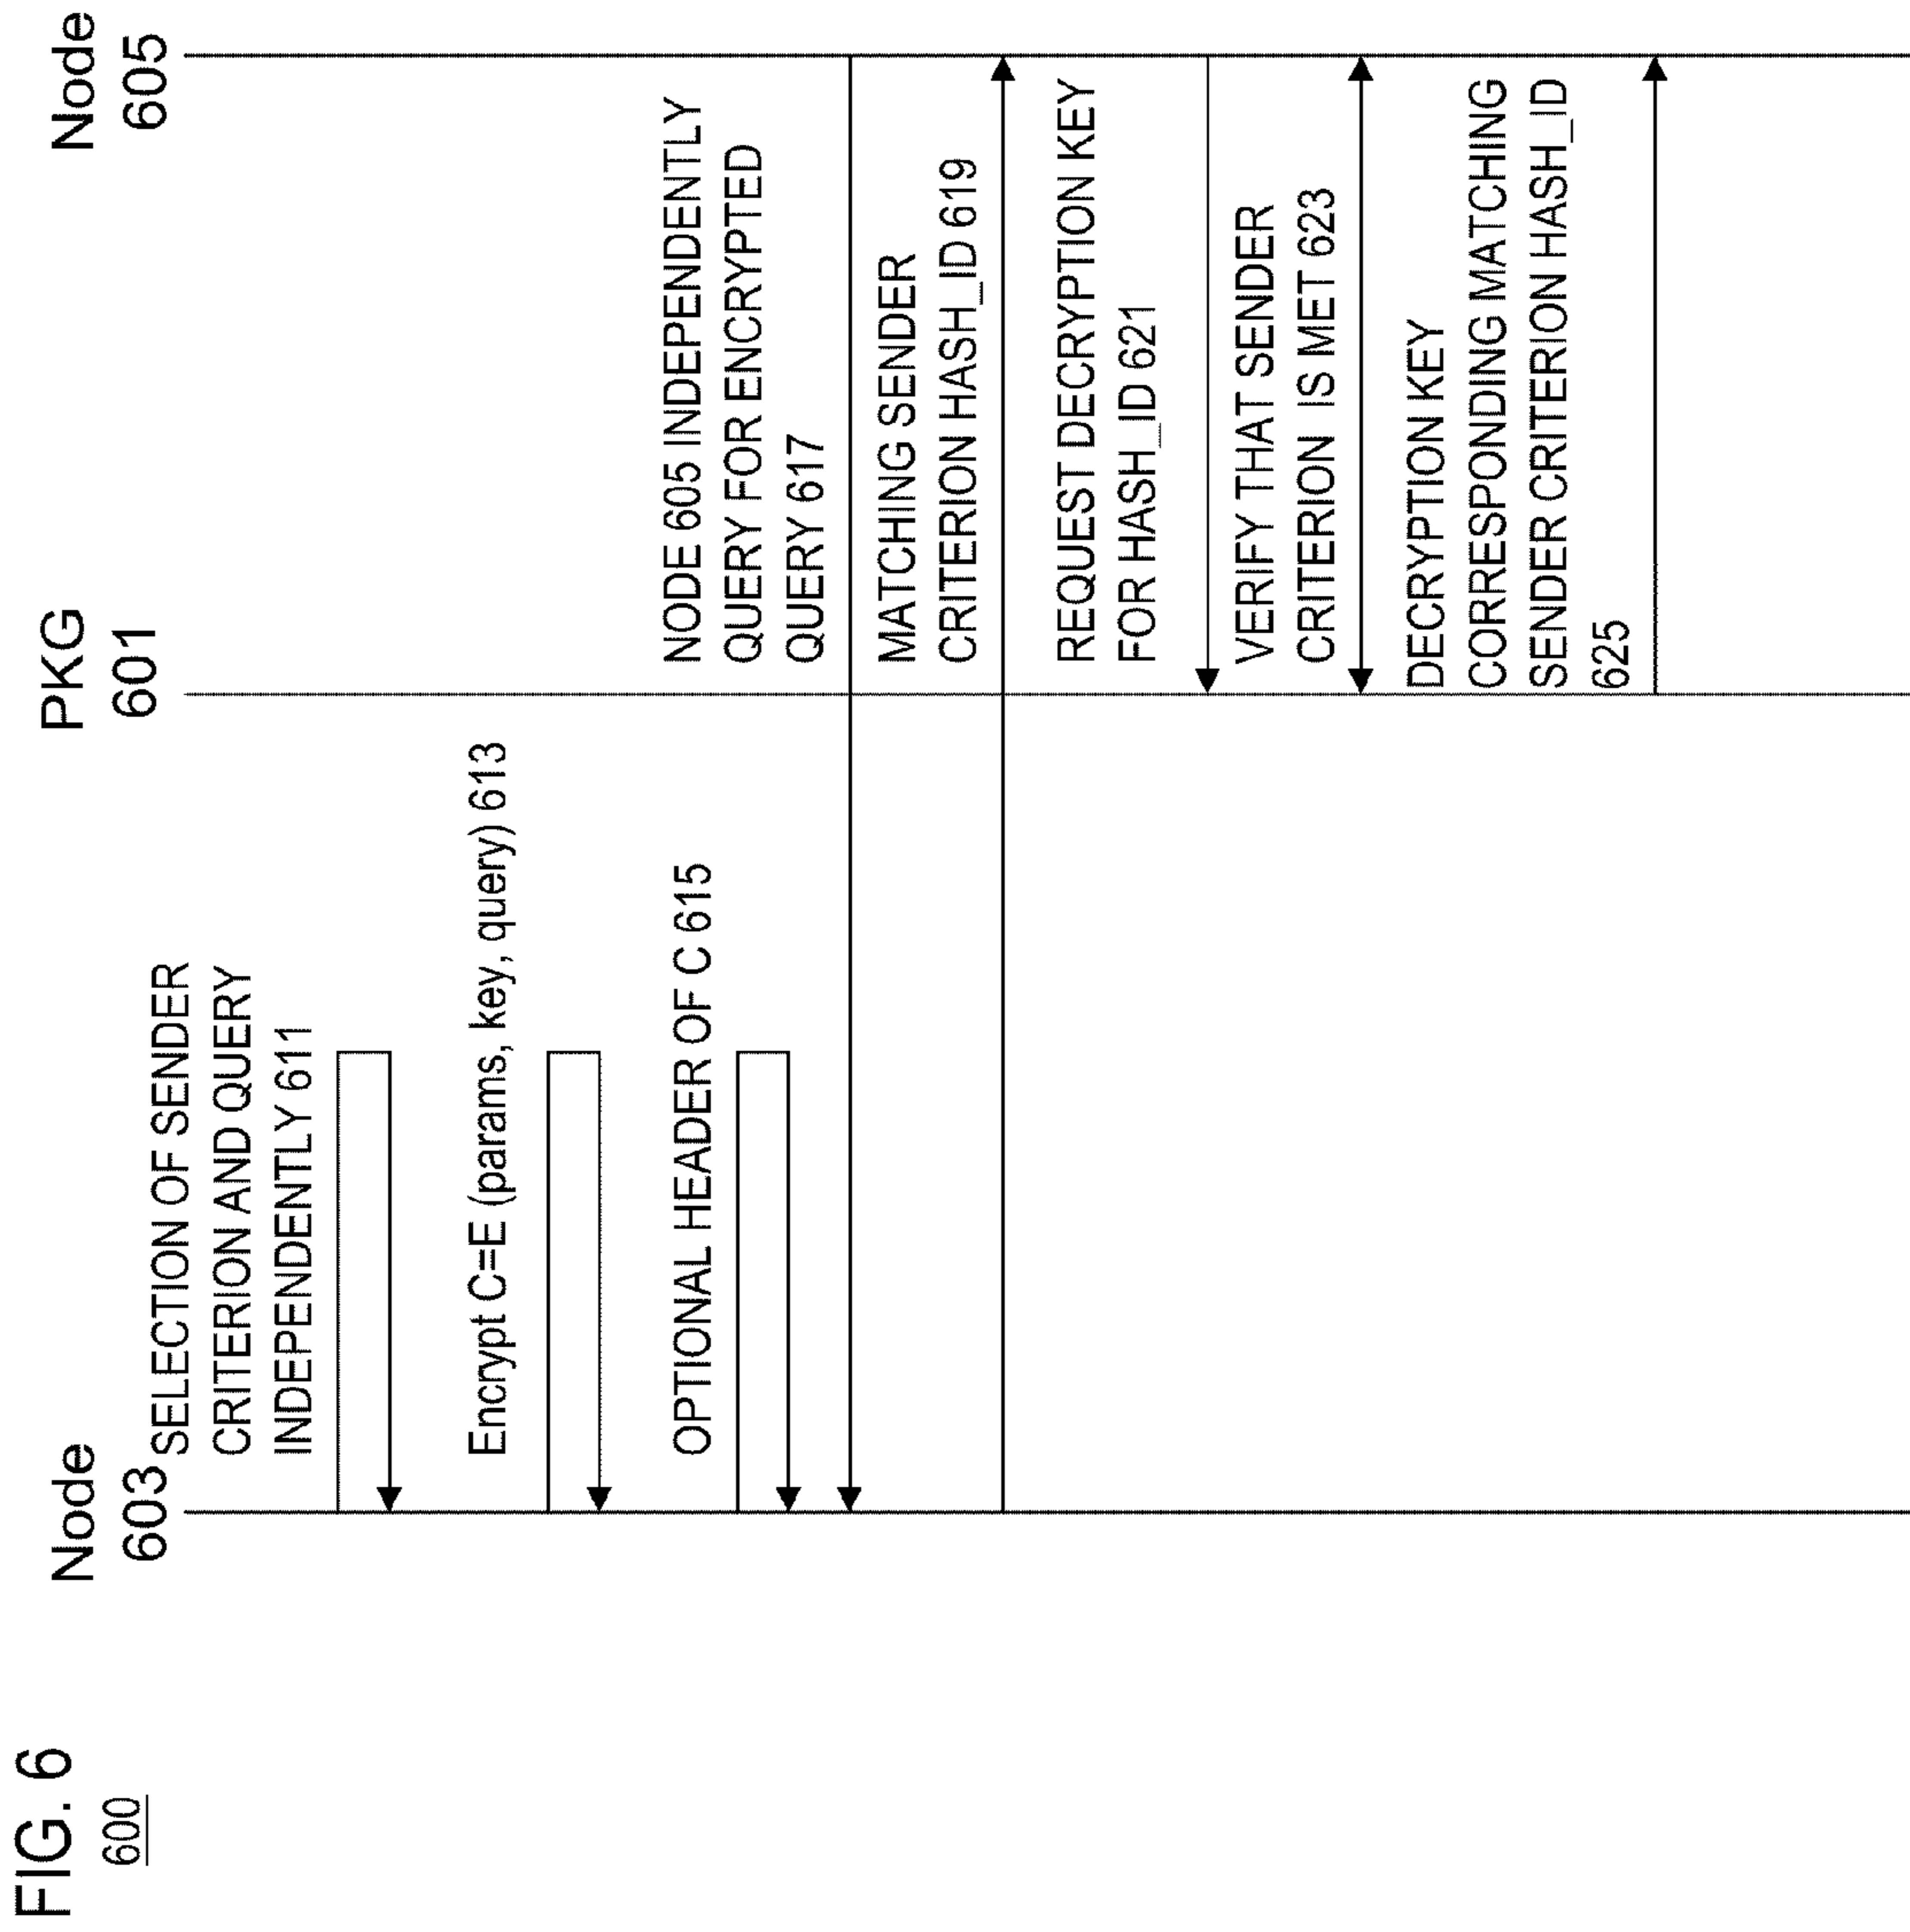 FIG. 6
600
Node
603
PKG
601
Node
605
SELECTION OF SENDER
CRITERION AND QUERY
INDEPENDENTLY 611
Encrypt C=E (params, key, query) 613
OPTIONAL HEADER OF C 615
NODE 605 INDEPENDENTLY
QUERY FOR ENCRYPTED
QUERY 617
MATCHING SENDER
CRITERION HASH_ID 619
REQUEST DECRYPTION KEY
FOR HASH_ID 621
VERIFY THAT SENDER
CRITERION IS MET 623
DECRYPTION KEY
CORRESPONDING MATCHING
SENDER CRITERION HASH_ID
625